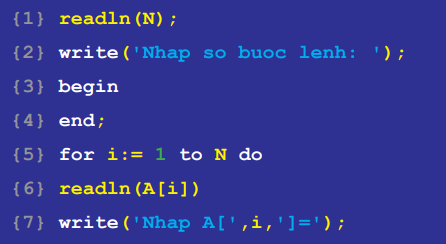 {1} readln(N);
{2} write('Nhap so buoc lenh: ');
{3} begin
{4} end;
{5} for i:= 1 to N do
{6} readln(A[i])
{7} write('Nhap A[',i,']=');